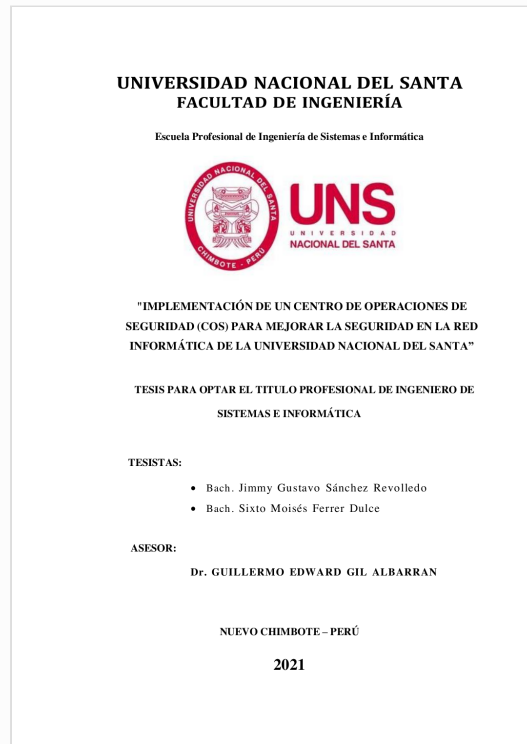 UNIVERSIDAD NACIONAL DEL SANTA
FACULTAD DE INGENIERÍA
Escuela Profesional de Ingeniería de Sistemas e Informática
UNIVERSIDAD NACIONAL DEL SANTA
CHIMBOTE - PERÚ
UNS
UNIVERSIDAD
NACIONAL DEL SANTA
"IMPLEMENTACIÓN DE UN CENTRO DE OPERACIONES DE
SEGURIDAD (COS) PARA MEJORAR LA SEGURIDAD EN LA RED
INFORMÁTICA DE LA UNIVERSIDAD NACIONAL DEL SANTA”
TESIS PARA OPTAR EL TITULO PROFESIONAL DE INGENIERO DE
SISTEMAS E INFORMÁTICA
TESISTAS:
• Bach. Jimmy Gustavo Sánchez Revolledo
• Bach. Sixto Moisés Ferrer Dulce
ASESOR:
Dr. GUILLERMO EDWARD GIL ALBARRAN
NUEVO CHIMBOTE – PERÚ
2021